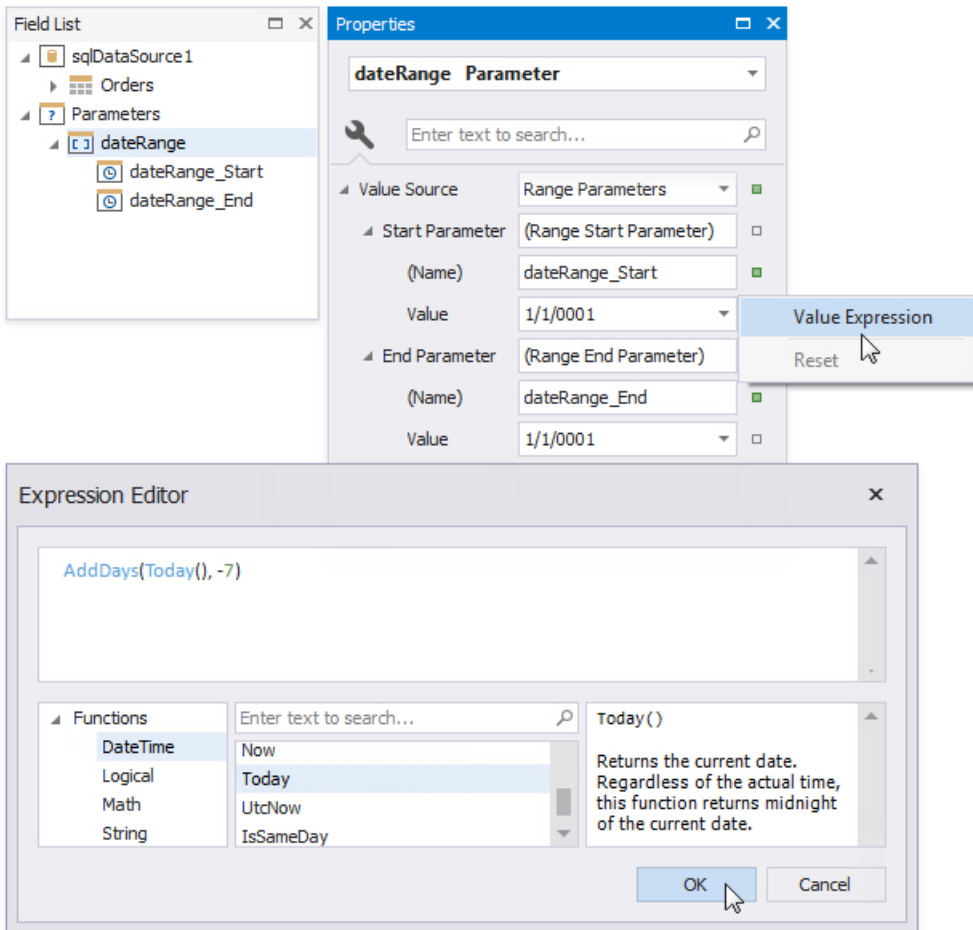 Field List
sqlDataSource1
Orders
Parameters
dateRange
dateRange_Start
dateRange_End
Properties
dateRange Parameter
Enter text to search...
Value Source Range Parameters
Start Parameter (Range Start Parameter)
(Name) dateRange_Start
Value 1/1/0001
End Parameter (Range End Parameter)
(Name) dateRange_End
Value 1/1/0001
Value Expression
Reset
Expression Editor
AddDays(Today(), -7)
Functions
DateTime
Logical
Math
String
Enter text to search...
Now
Today
UtcNow
IsSameDay
Today()
Returns the current date.
Regardless of the actual time,
this function returns midnight
of the current date.
OK Cancel